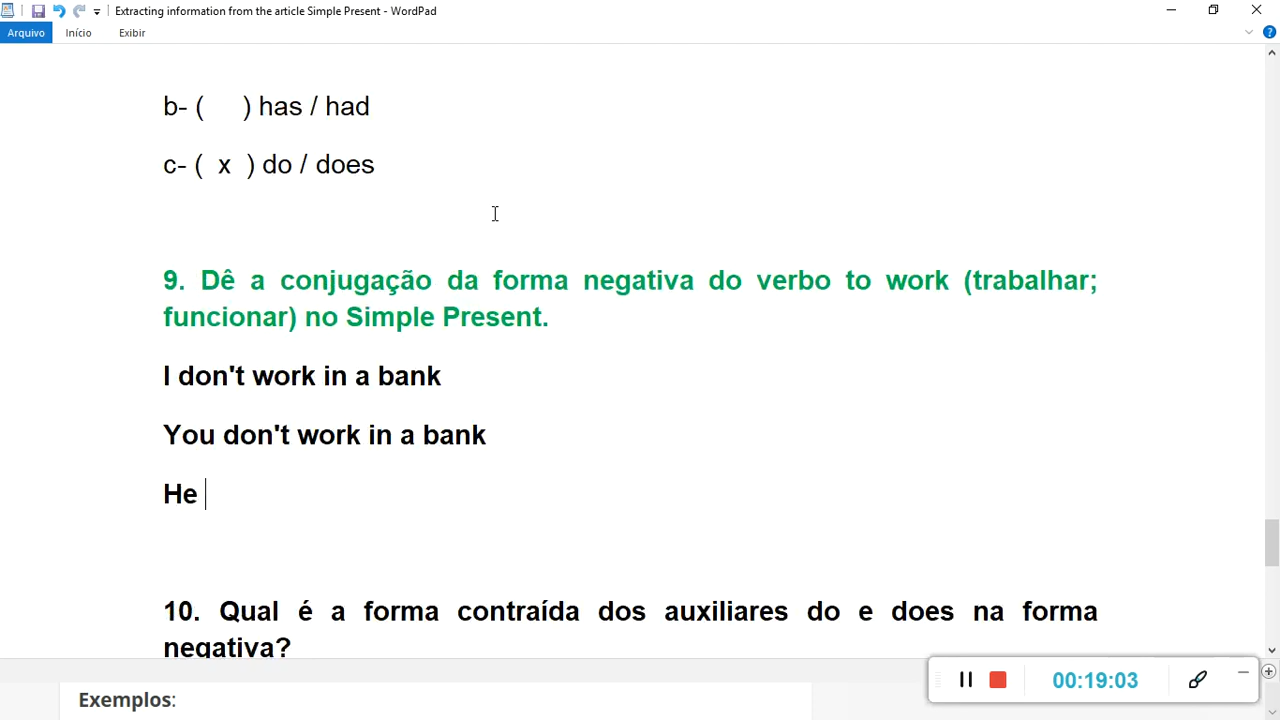 Extracting information from the article Simple Present - WordPad
Arquivo Início Exibir
b- ( ) has / had
c- ( x ) do / does
9. Dê a conjugação da forma negativa do verbo to work (trabalhar;
funcionar) no Simple Present.
I don't work in a bank
You don't work in a bank
He
10. Qual é a forma contraída dos auxiliares do e does na forma
negativa?
00:19:03
Exemplos: